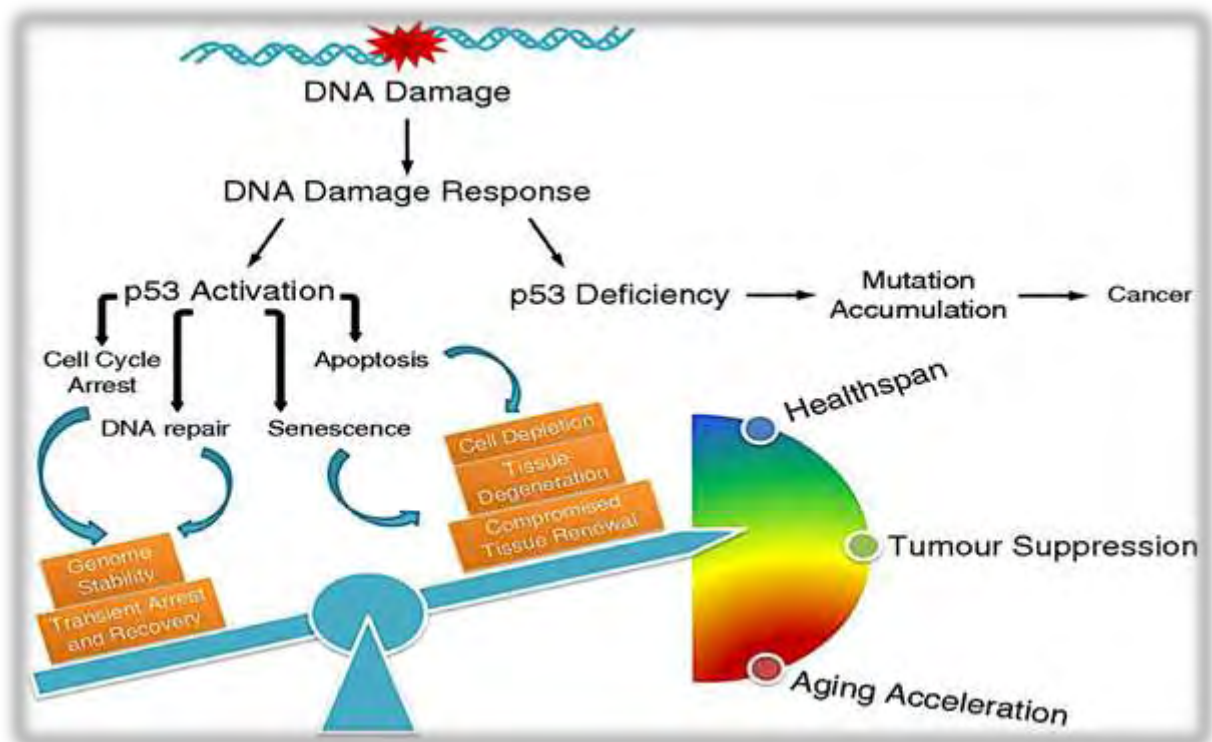 DNA Damage
DNA Damage Response
p53 Activation
p53 Deficiency
Mutation
Accumulation
Cancer
Cell Cycle
Arrest
Apoptosis
DNA repair
Senescence
Cell Depletion
Tissue
Degeneration
Compromised
Tissue Renewal
Genome
Stability
Transient Arrest
and Recovery
Healthspan
Tumour Suppression
Aging Acceleration